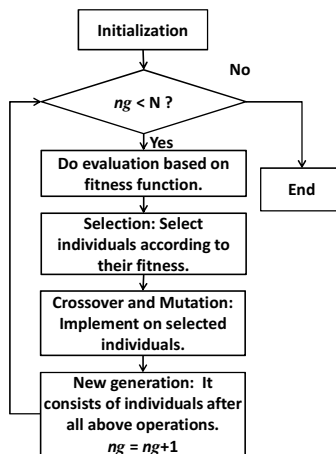 Initialization
No
ng < N ?
Yes
Do evaluation based on
fitness function.
End
Selection: Select
individuals according to
their fitness.
Crossover and Mutation:
Implement on selected
individuals.
New generation: It
consists of individuals after
all above operations.
ng = ng+1